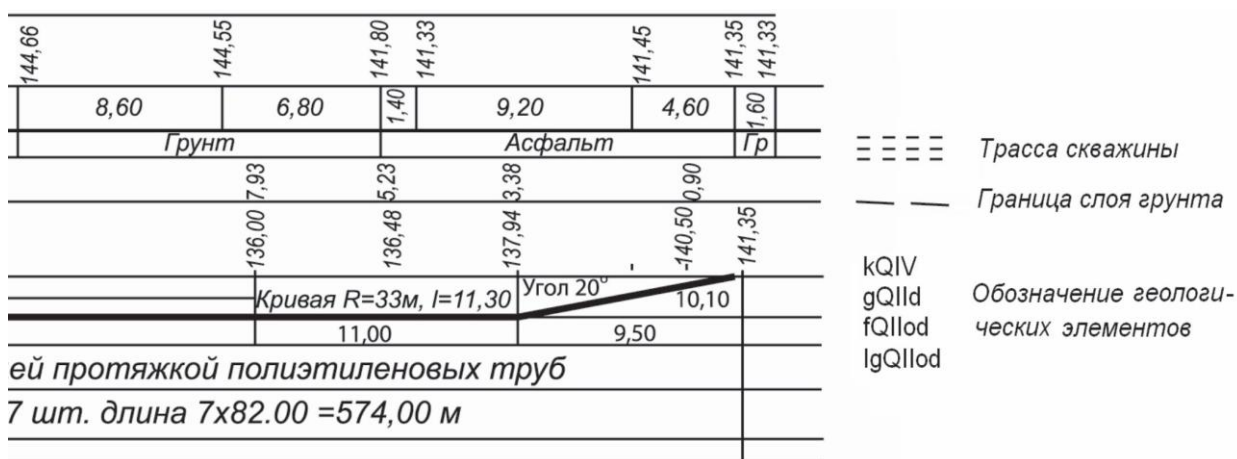 144,66 144,55 141,80 141,33 141,45 141,35 141,33
8,60 6,80 1,40 9,20 4,60 1,60
Грунт Асфальт Гр
7,93 5,23 3,38 0,90
136,00 136,48 137,94 140,50 141,35
Кривая R=33м, l=11,30 Угол 20° 10,10
11,00 9,50
ей протяжкой полиэтиленовых труб
7 шт. длина 7х82.00 =574,00 м
Трасса скважины
Граница слоя грунта
kQIV
gQIId
fQIIod
lgQIIod
Обозначение геологи-
ческих элементов